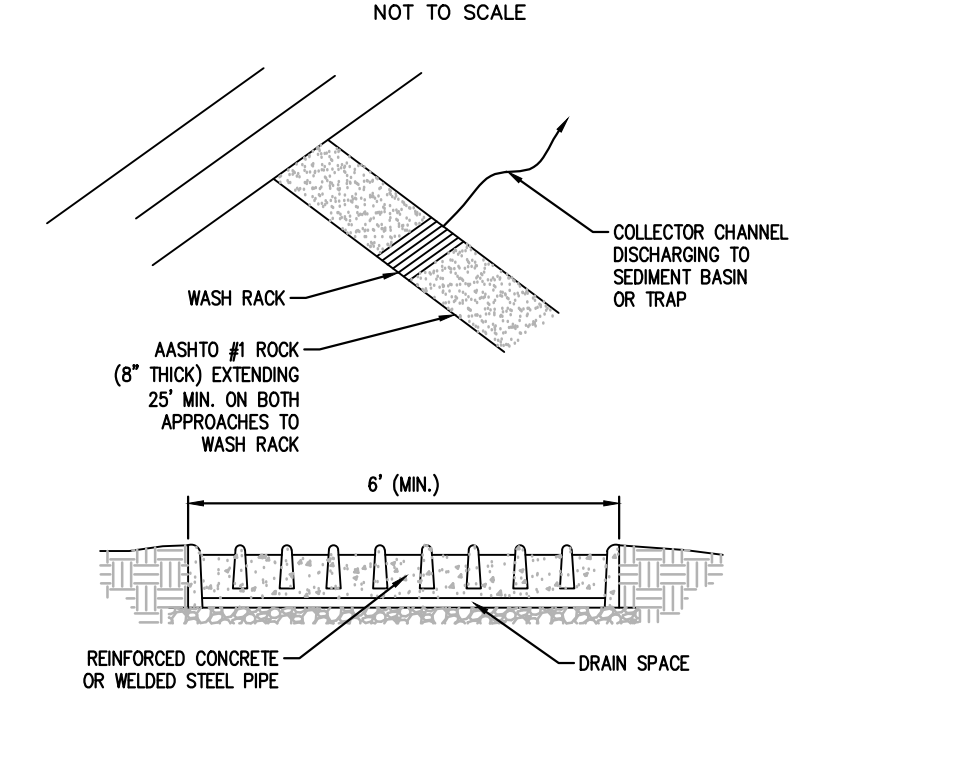 NOT TO SCALE
COLLECTOR CHANNEL
DISCHARGING TO
SEDIMENT BASIN
OR TRAP
WASH RACK
AASHTO #1 ROCK
(8" THICK) EXTENDING
25' MIN. ON BOTH
APPROACHES TO
WASH RACK
6' (MIN.)
REINFORCED CONCRETE
OR WELDED STEEL PIPE
DRAIN SPACE